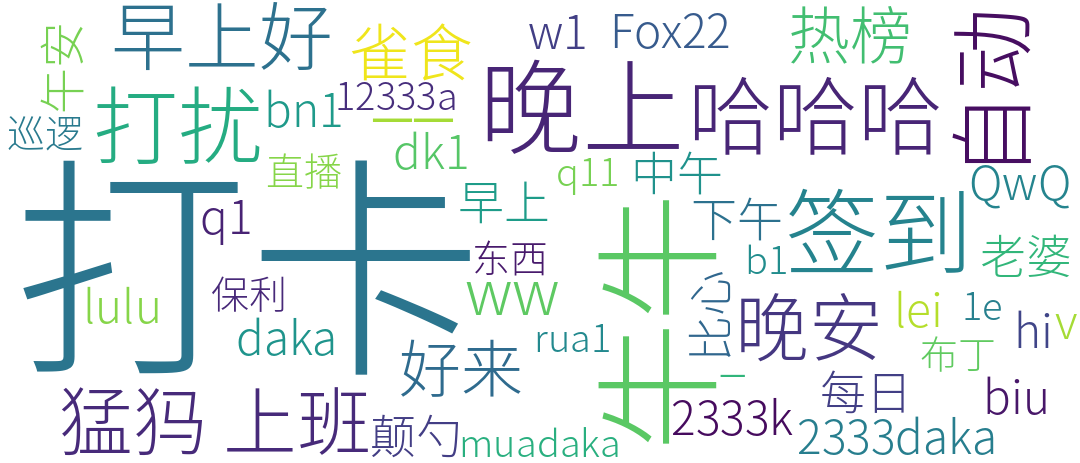 早上好
雀食
w1
Fox22
热榜
自动
午安
打扰
bn1
12333a
晚上
哈哈哈
巡逻
二
dk1
直播
q11
中午
QwQ
打卡
q1
早上
下午
签到
东西
牛牛
b1
老婆
保利
ww
比心
晚安
lulu
daka
rua1
lei
1e
hi
v
好来
布丁
一
每日
biu
猛犸
上班
颠勺
muadaka
2333k
2333daka